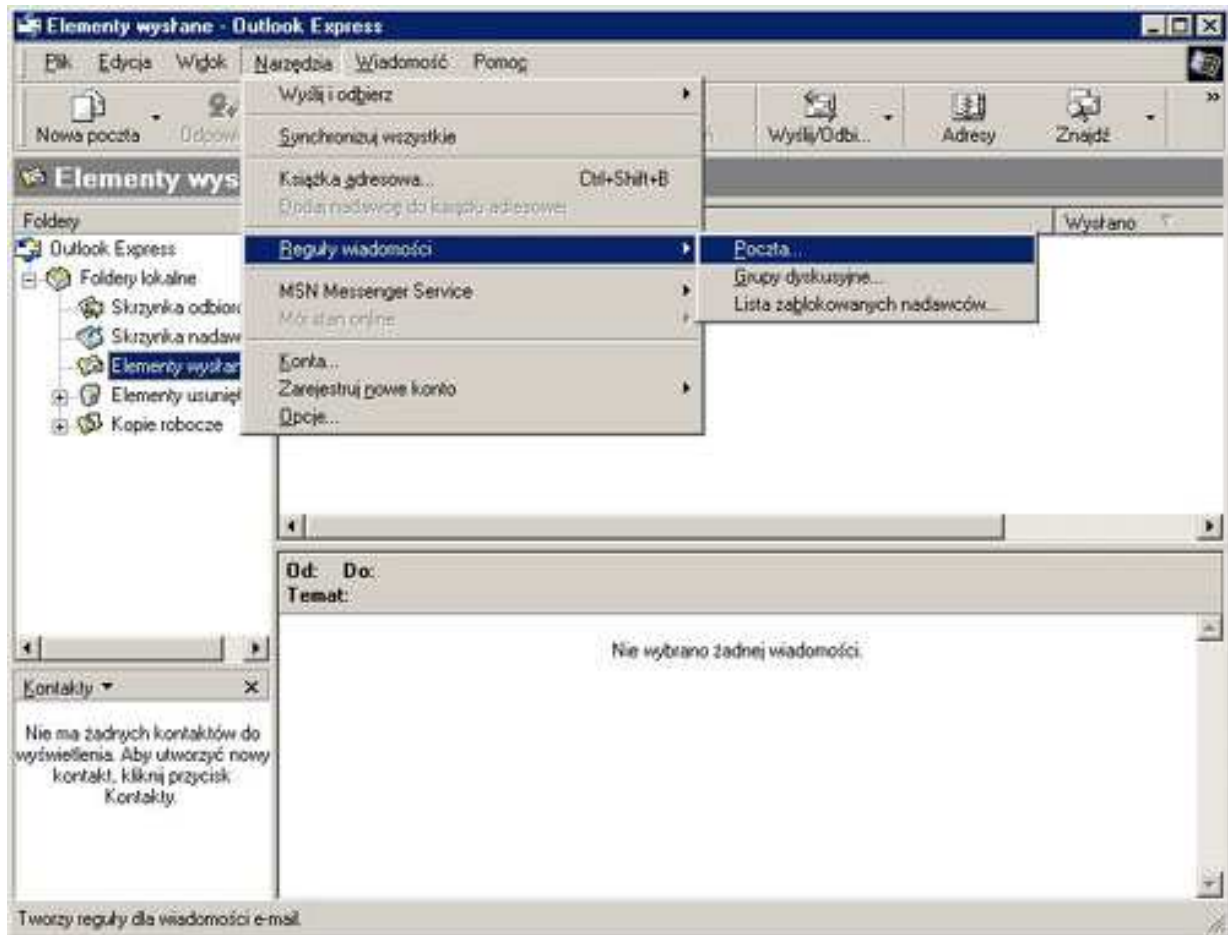 Elementy wysłane - Outlook Express
Plik Edycja Widok Narzędzia Wiadomość Pomoc
Nowa poczta
Wyślij/Odbi... Adresy Znajdź
Elementy wys
Wyślij i odbierz
Synchronizuj wszystkie
Książka adresowa... Ctrl+Shift+B
Dodaj nadawcę do książki adresowej
Reguły wiadomości
MSN Messenger Service
Mój stan online
Konta...
Zarejestruj nowe konto
Opcje...
Poczta...
Grupy dyskusyjne...
Lista zablokowanych nadawców...
Foldery
Wysłano
Outlook Express
Foldery lokalne
Skrzynka odbior
Skrzynka nadaw
Elementy wysłan
Elementy usunięt
Kopie robocze
Od: Do:
Temat:
Nie wybrano żadnej wiadomości.
Kontakty
Nie ma żadnych kontaktów do
wyświetlenia. Aby utworzyć nowy
kontakt, kliknij przycisk
Kontakty.
Tworzy reguły dla wiadomości e-mail.